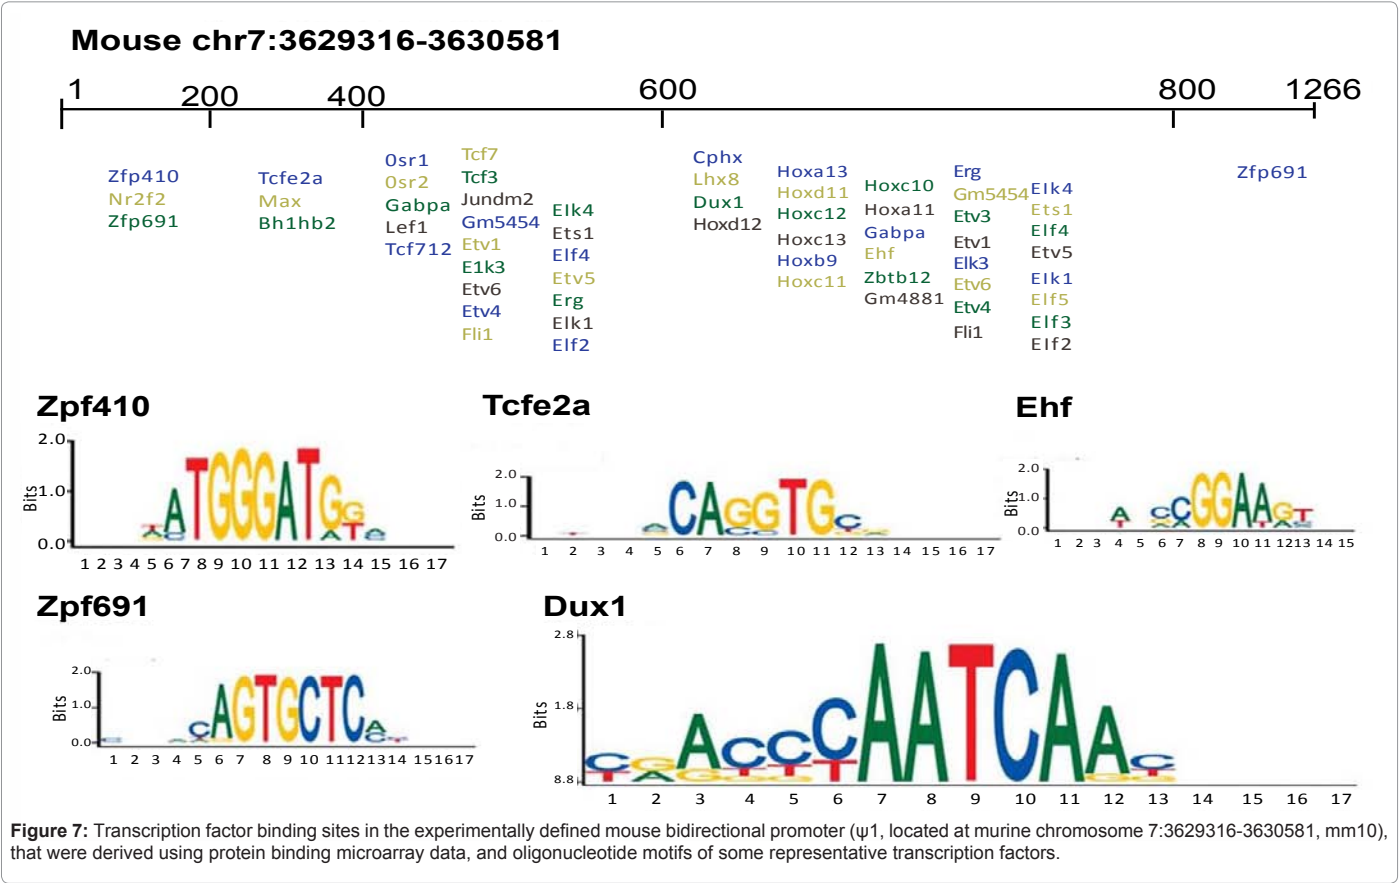 Mouse chr7:3629316-3630581
1 200 400 600 800 1266
Zfp410
Nr2f2
Zfp691
Tcfe2a
Max
Bh1hb2
0sr1
0sr2
Gabpa
Lef1
Tcf712
Tcf7
Tcf3
Jundm2
Gm5454
Etv1
E1k3
Etv6
Etv4
Fli1
Elk4
Ets1
Elf4
Etv5
Erg
Elk1
Elf2
Cphx
Lhx8
Dux1
Hoxd12
Hoxa13
Hoxd11
Hoxc12
Hoxc13
Hoxb9
Hoxc11
Hoxc10
Hoxa11
Gabpa
Ehf
Zbtb12
Gm4881
Erg
Gm5454
Etv3
Etv1
Elk3
Etv6
Etv4
Fli1
Elk4
Ets1
Elf4
Etv5
Elk1
Elf5
Elf3
Elf2
Zfp691
Zpf410
2.0
1.0
0.0
Bits
ATGGGATGG
1 2 3 4 5 6 7 8 9 10 11 12 13 14 15 16 17
Tcfe2a
2.0
1.0
0.0
Bits
CAGGTGC
1 2 3 4 5 6 7 8 9 10 11 12 13 14 15 16 17
Ehf
2.0
1.0
0.0
Bits
A CCGGAAGT
1 2 3 4 5 6 7 8 9 10 11 12 13 14 15
Zpf691
2.0
1.0
0.0
Bits
CAGTGCTCA
1 2 3 4 5 6 7 8 9 10 11 12 13 14 15 16 17
Dux1
2.8
1.8
8.8
Bits
CGACCCAATCAAC
1 2 3 4 5 6 7 8 9 10 11 12 13 14 15 16 17
Figure 7: Transcription factor binding sites in the experimentally defined mouse bidirectional promoter (ψ1, located at murine chromosome 7:3629316-3630581, mm10),
that were derived using protein binding microarray data, and oligonucleotide motifs of some representative transcription factors.